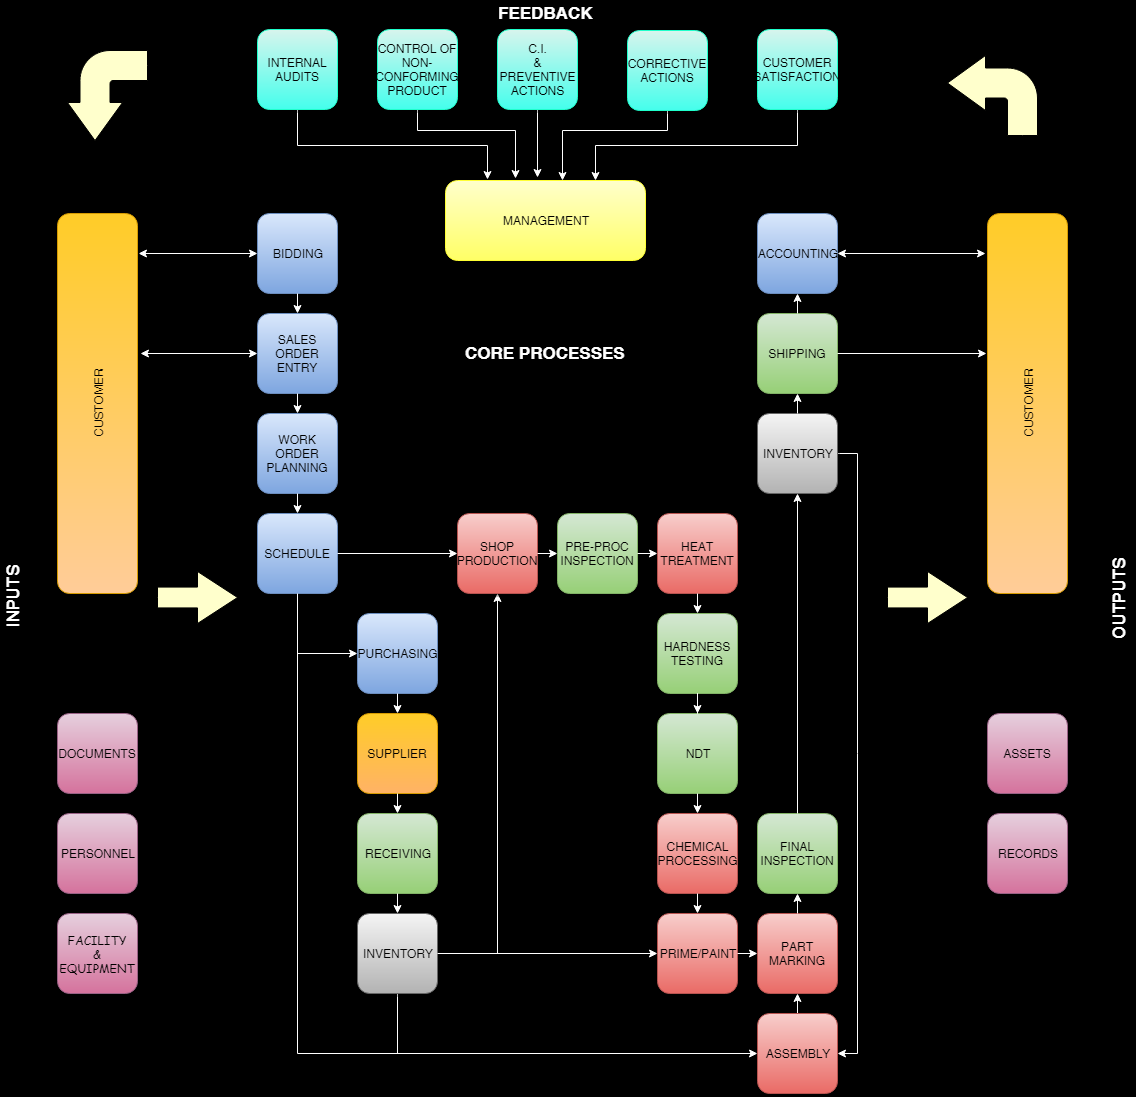 FEEDBACK
INTERNAL
AUDITS
CONTROL OF
NON-
CONFORMING
PRODUCT
C.I.
&
PREVENTIVE
ACTIONS
CORRECTIVE
ACTIONS
CUSTOMER
SATISFACTION
MANAGEMENT
CUSTOMER
BIDDING
ACCOUNTING
CUSTOMER
SALES
ORDER
ENTRY
CORE PROCESSES
SHIPPING
WORK
ORDER
PLANNING
INVENTORY
SCHEDULE
SHOP
PRODUCTION
PRE-PROC
INSPECTION
HEAT
TREATMENT
INPUTS
OUTPUTS
PURCHASING
HARDNESS
TESTING
DOCUMENTS
SUPPLIER
NDT
ASSETS
PERSONNEL
RECEIVING
CHEMICAL
PROCESSING
FINAL
INSPECTION
RECORDS
FACILITY
&
EQUIPMENT
INVENTORY
PRIME/PAINT
PART
MARKING
ASSEMBLY